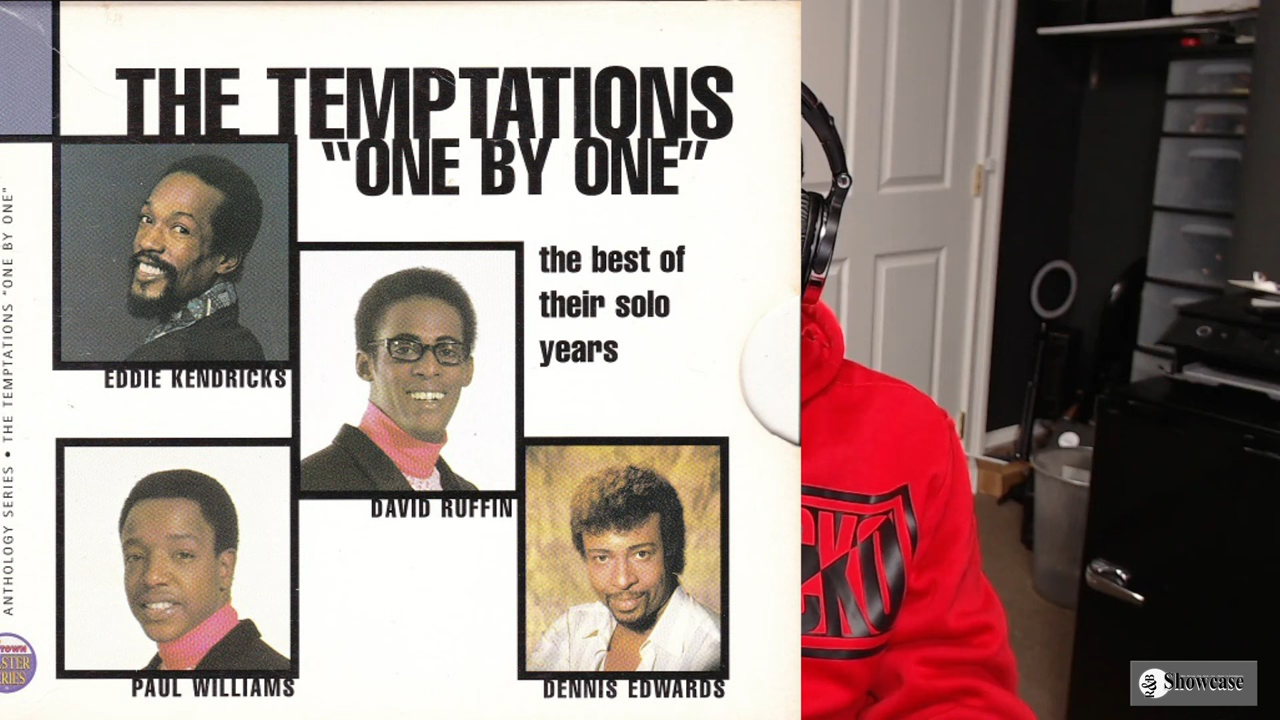 THE TEMPTATIONS
"ONE BY ONE"
the best of
their solo
years
EDDIE KENDRICKS
DAVID RUFFIN
PAUL WILLIAMS
DENNIS EDWARDS
ANTHOLOGY SERIES • THE TEMPTATIONS "ONE BY ONE"
Showcase